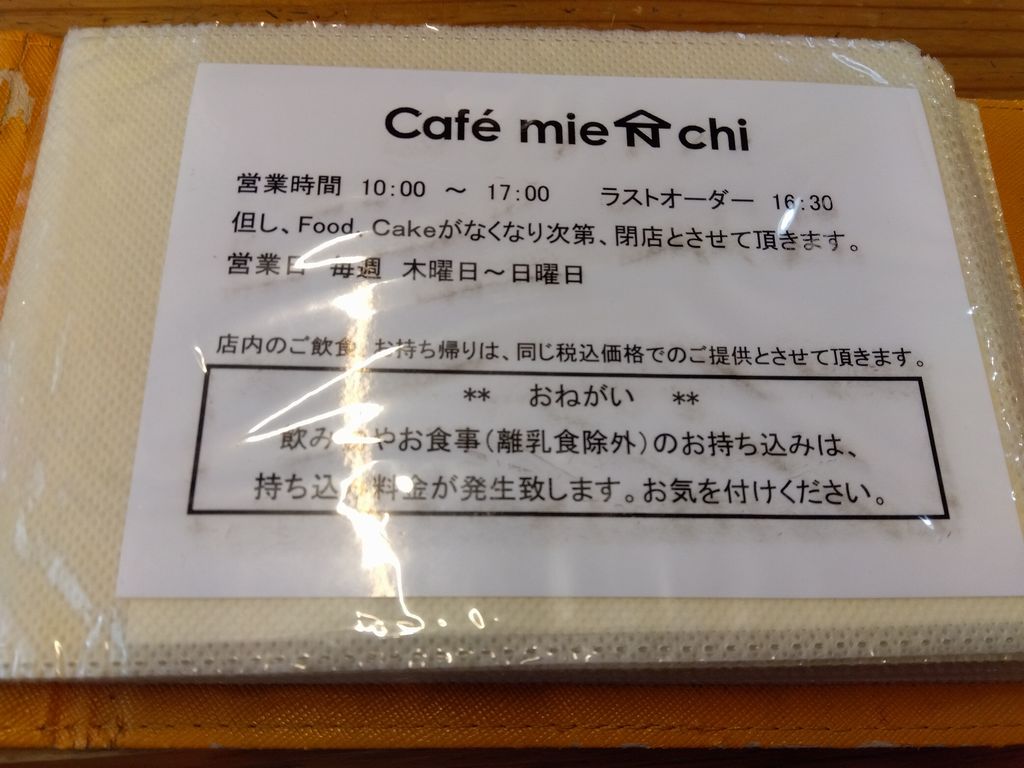 Café mie chi
営業時間 10:00 ～ 17:00 ラストオーダー 16:30
但し、Food、Cakeがなくなり次第、閉店とさせて頂きます。
営業日 毎週 木曜日～日曜日
店内のご飲食、お持ち帰りは、同じ税込価格でのご提供とさせて頂きます。
** おねがい **
飲み物やお食事（離乳食除外）のお持ち込みは、
持ち込み料金が発生致します。お気を付けください。